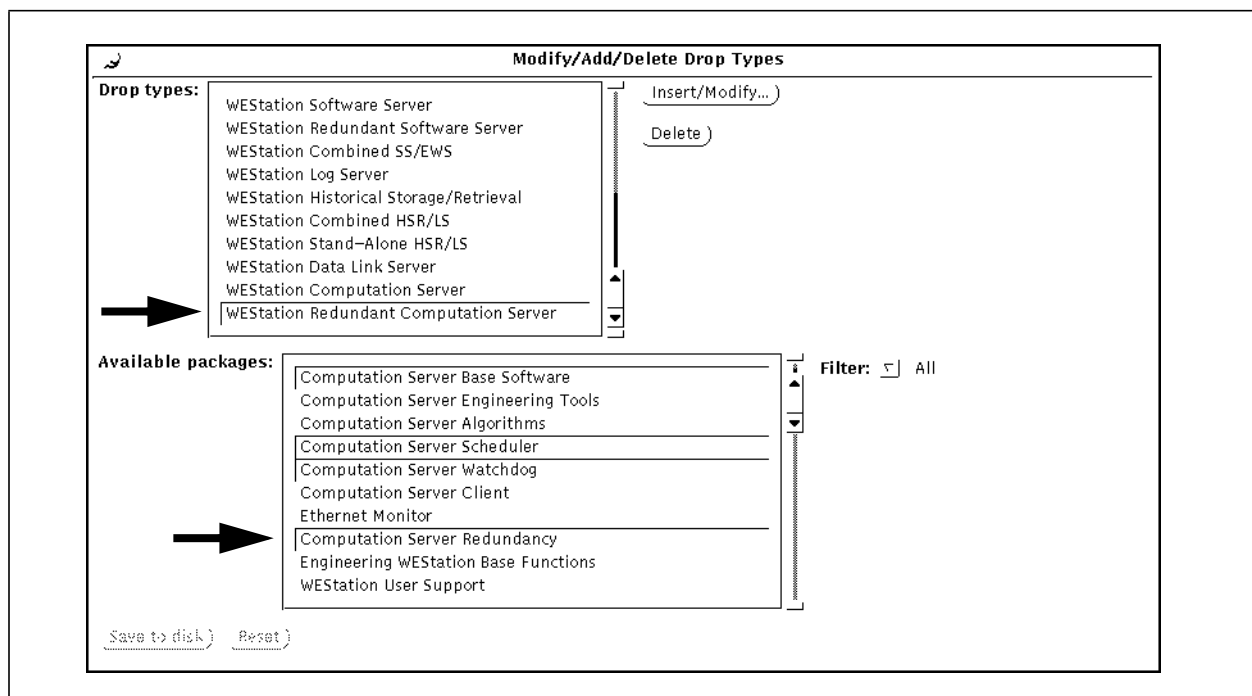 Modify/Add/Delete Drop Types
Drop types:
WEStation Software Server
WEStation Redundant Software Server
WEStation Combined SS/EWS
WEStation Log Server
WEStation Historical Storage/Retrieval
WEStation Combined HSR/LS
WEStation Stand-Alone HSR/LS
WEStation Data Link Server
WEStation Computation Server
WEStation Redundant Computation Server
Insert/Modify...
Delete
Available packages:
Computation Server Base Software
Computation Server Engineering Tools
Computation Server Algorithms
Computation Server Scheduler
Computation Server Watchdog
Computation Server Client
Ethernet Monitor
Computation Server Redundancy
Engineering WEStation Base Functions
WEStation User Support
Filter: All
Save to disk Reset